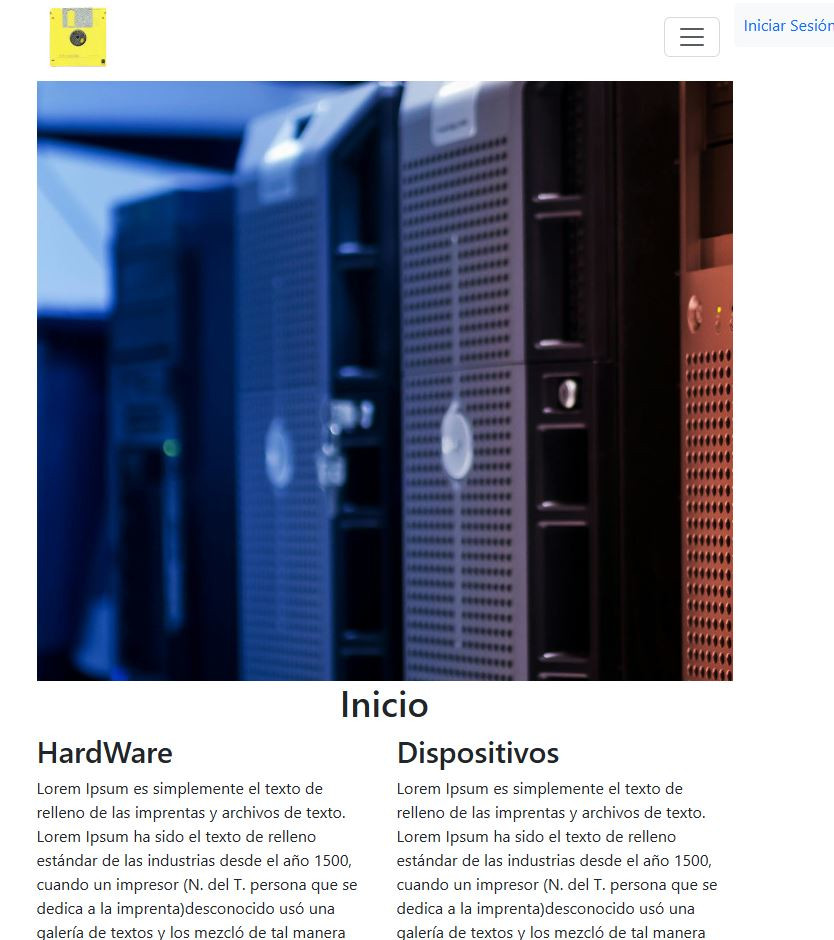 Iniciar Sesión
Inicio
HardWare
Lorem Ipsum es simplemente el texto de
relleno de las imprentas y archivos de texto.
Lorem Ipsum ha sido el texto de relleno
estándar de las industrias desde el año 1500,
cuando un impresor (N. del T. persona que se
dedica a la imprenta)desconocido usó una
galería de textos y los mezcló de tal manera
Dispositivos
Lorem Ipsum es simplemente el texto de
relleno de las imprentas y archivos de texto.
Lorem Ipsum ha sido el texto de relleno
estándar de las industrias desde el año 1500,
cuando un impresor (N. del T. persona que se
dedica a la imprenta)desconocido usó una
galería de textos y los mezcló de tal manera